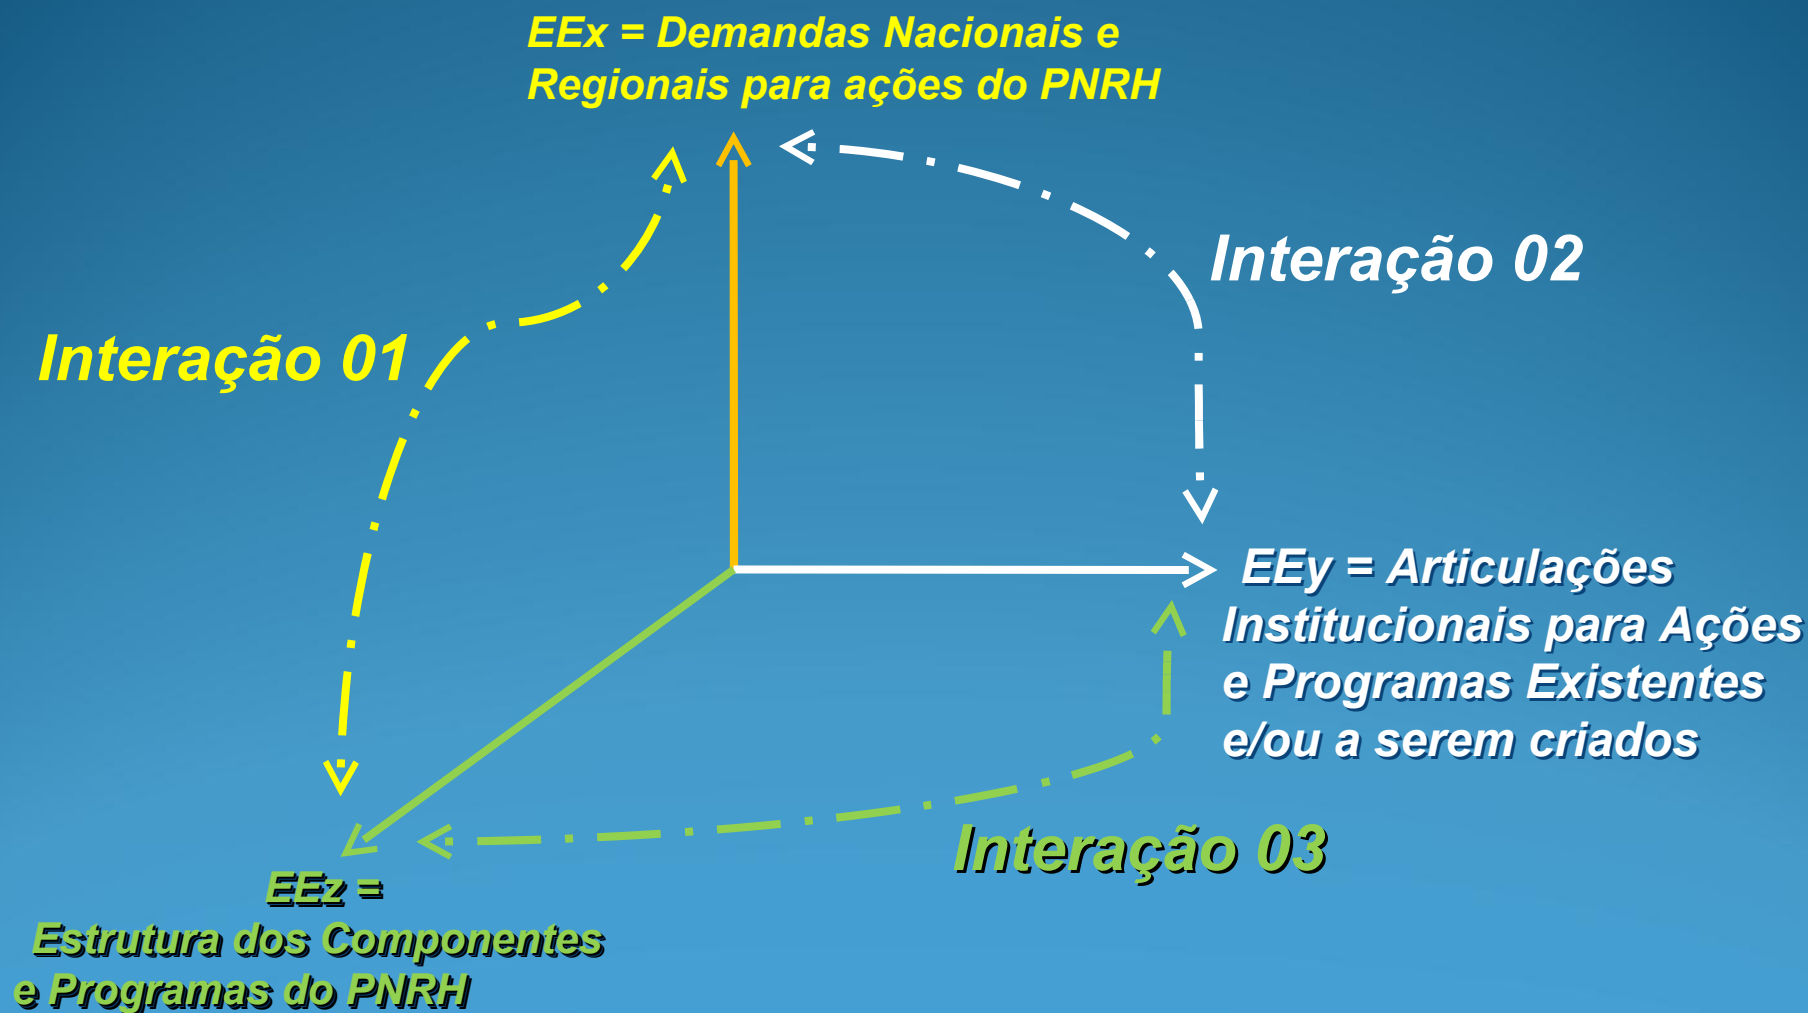 EEx = Demandas Nacionais e
Regionais para ações do PNRH
Interação 02
Interação 01
EEy = Articulações
Institucionais para Ações
e Programas Existentes
e/ou a serem criados
Interação 03
EEz =
Estrutura dos Componentes
e Programas do PNRH